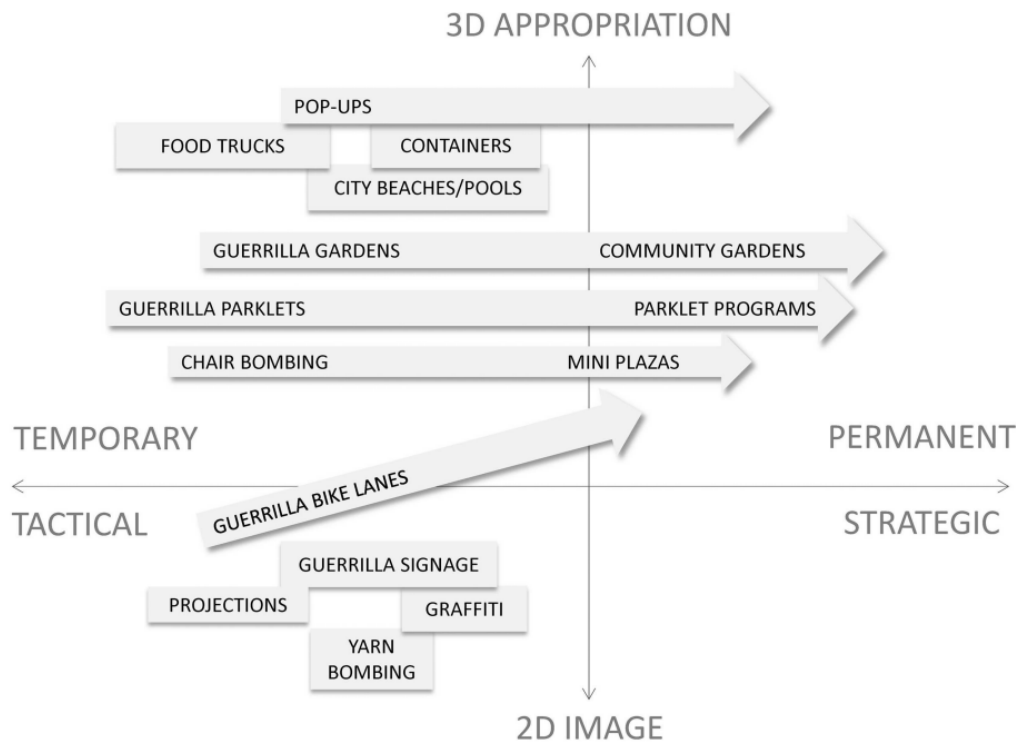 3D APPROPRIATION
POP-UPS
FOOD TRUCKS
CONTAINERS
CITY BEACHES/POOLS
GUERRILLA GARDENS
COMMUNITY GARDENS
GUERRILLA PARKLETS
PARKLET PROGRAMS
CHAIR BOMBING
MINI PLAZAS
TEMPORARY
PERMANENT
GUERRILLA BIKE LANES
TACTICAL
STRATEGIC
GUERRILLA SIGNAGE
PROJECTIONS
GRAFFITI
YARN
BOMBING
2D IMAGE